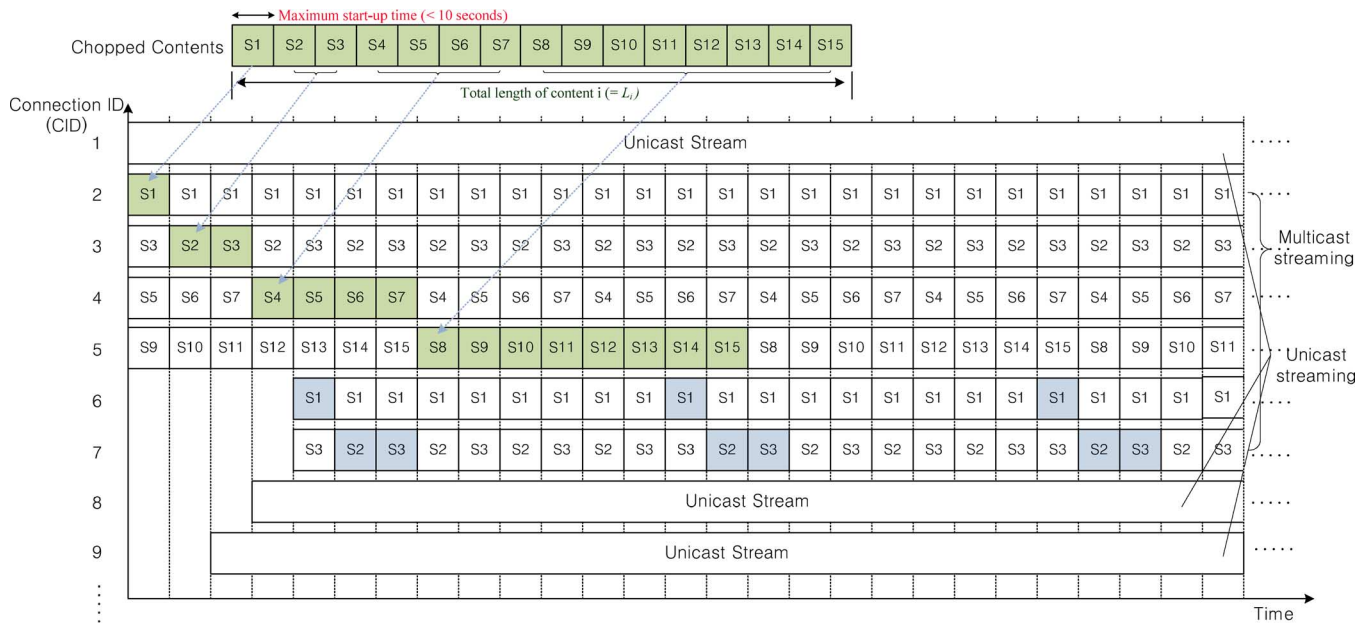 Maximum start-up time (< 10 seconds)
Chopped Contents S1 S2 S3 S4 S5 S6 S7 S8 S9 S10 S11 S12 S13 S14 S15
Total length of content i (= Li)
Connection ID
(CID)
1 Unicast Stream .....
2 S1 S1 S1 S1 S1 S1 S1 S1 S1 S1 S1 S1 S1 S1 S1 S1 S1 S1 S1 S1 S1 S1 S1 S1 S1 S1 S1 .....
3 S3 S2 S3 S2 S3 S2 S3 S2 S3 S2 S3 S2 S3 S2 S3 S2 S3 S2 S3 S2 S3 S2 S3 S2 S3 S2 S3 .....
Multicast
streaming
4 S5 S6 S7 S4 S5 S6 S7 S4 S5 S6 S7 S4 S5 S6 S7 S4 S5 S6 S7 S4 S5 S6 S7 S4 S5 S6 S7 .....
5 S9 S10 S11 S12 S13 S14 S15 S8 S9 S10 S11 S12 S13 S14 S15 S8 S9 S10 S11 S12 S13 S14 S15 S8 S9 S10 S11 .....
Unicast
streaming
6 S1 S1 S1 S1 S1 S1 S1 S1 S1 S1 S1 S1 S1 S1 S1 S1 S1 S1 S1 S1 S1 S1 S1 .....
7 S3 S2 S3 S2 S3 S2 S3 S2 S3 S3 S2 S3 S2 S3 S2 S3 S2 S3 S3 S2 S3 S2 S3 .....
8 Unicast Stream .....
9 Unicast Stream .....
Time